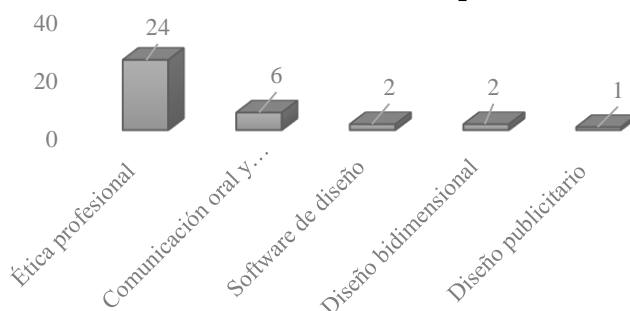 40
20
0
24
6
2
2
1
Ética profesional
Comunicación oral y…
Software de diseño
Diseño bidimensional
Diseño publicitario